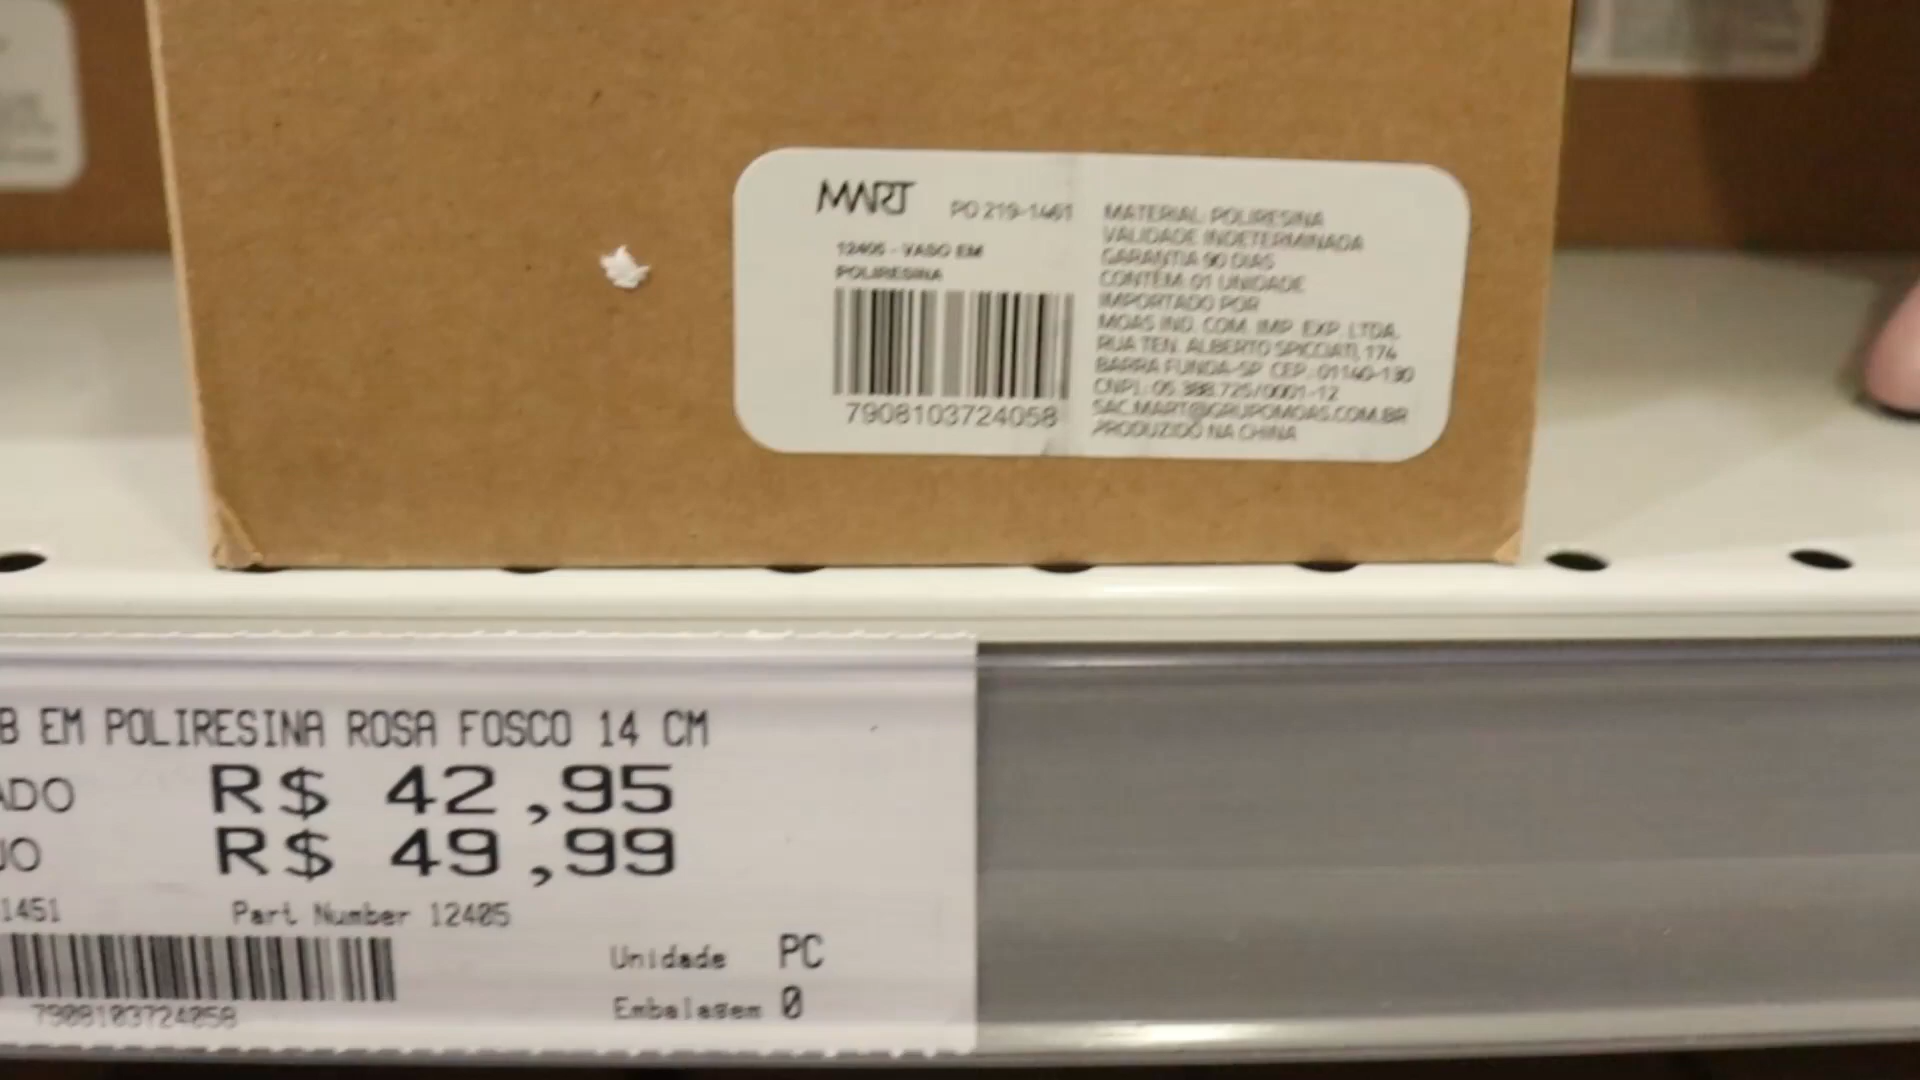 MART
PO 219-1461
12405 - VASO EM
POLIRESINA
7908103724058
MATERIAL: POLIRESINA
VALIDADE INDETERMINADA
GARANTIA 90 DIAS
CONTÉM: 01 UNIDADE
IMPORTADO POR
MOAS IND. COM. IMP. EXP. LTDA.
RUA TEN. ALBERTO SPICCIATI, 174
BARRA FUNDA-SP CEP.: 01140-130
CNPJ.: 05.388.725/0001-12
SAC.MART@GRUPOMOAS.COM.BR
PRODUZIDO NA CHINA
B EM POLIRESINA ROSA FOSCO 14 CM
ADO R$ 42,95
JO R$ 49,99
1451 Part Number 12405
Unidade PC
Embalagem 0
7908103724058